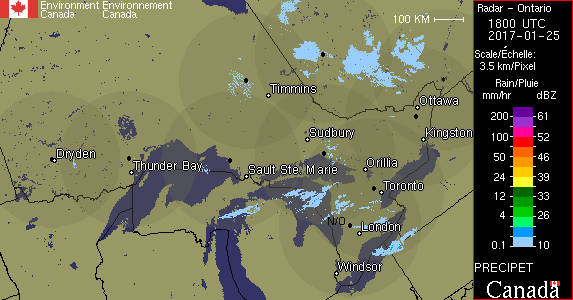 Environment Environnement
Canada Canada
100 KM
Timmins
Ottawa
Sudbury
Kingston
Dryden
Thunder Bay
Sault Ste. Marie
Orillia
Toronto
N/O
London
Windsor
Radar - Ontario
1800 UTC
2017-01-25
Scale/Échelle:
3.5 km/Pixel
Rain/Pluie
mm/hr dBZ
200 61
100 52
50 46
24 39
12 33
4 26
0.1 10
PRECIPET
Canada